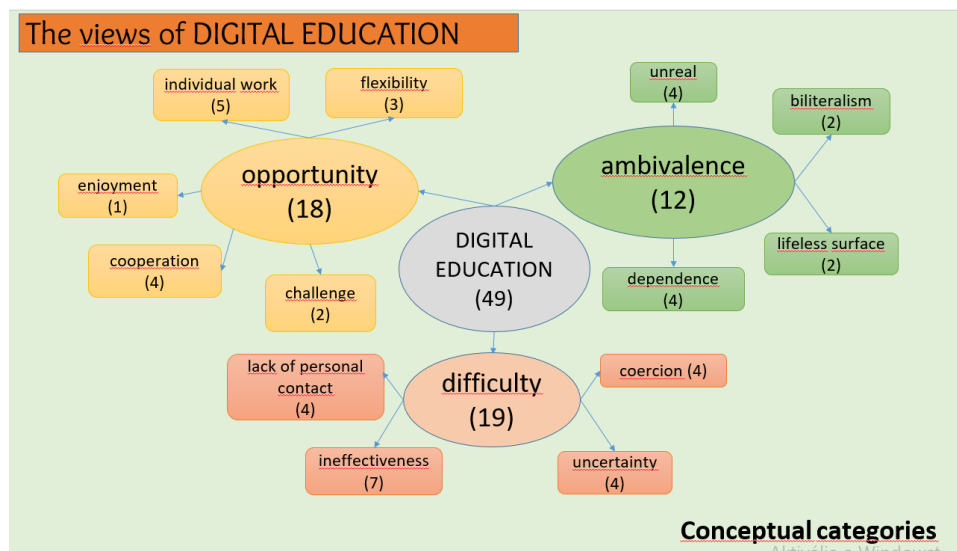 The views of DIGITAL EDUCATION
individual work
(5)
flexibility
(3)
unreal
(4)
biliteralism
(2)
enjoyment
(1)
opportunity
(18)
ambivalence
(12)
cooperation
(4)
challenge
(2)
DIGITAL
EDUCATION
(49)
dependence
(4)
lifeless surface
(2)
lack of personal
contact
(4)
difficulty
(19)
coercion (4)
ineffectiveness
(7)
uncertainty
(4)
Conceptual categories